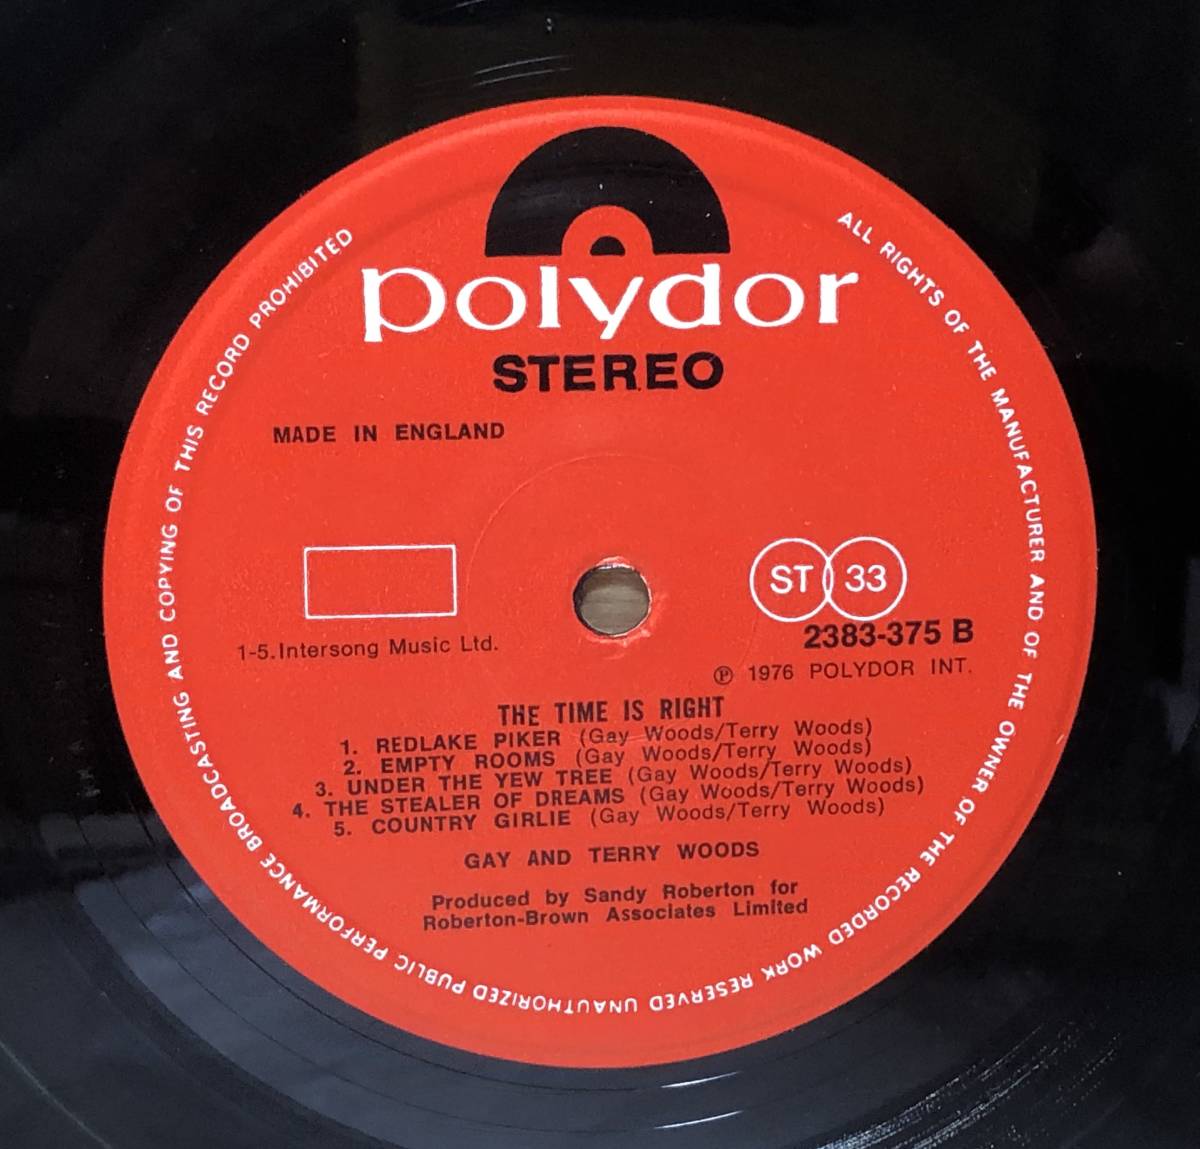 polydor
STEREO
MADE IN ENGLAND
ST 33
2383-375 B
1-5.Intersong Music Ltd.
℗ 1976 POLYDOR INT.
THE TIME IS RIGHT
1. REDLAKE PIKER (Gay Woods/Terry Woods)
2. EMPTY ROOMS (Gay Woods/Terry Woods)
3. UNDER THE YEW TREE (Gay Woods/Terry Woods)
4. THE STEALER OF DREAMS (Gay Woods/Terry Woods)
5. COUNTRY GIRLIE (Gay Woods/Terry Woods)
GAY AND TERRY WOODS
Produced by Sandy Roberton for
Roberton-Brown Associates Limited
ALL RIGHTS OF THE MANUFACTURER AND OF THE OWNER OF THE RECORDED WORK RESERVED UNAUTHORIZED PUBLIC PERFORMANCE BROADCASTING AND COPYING OF THIS RECORD PROHIBITED